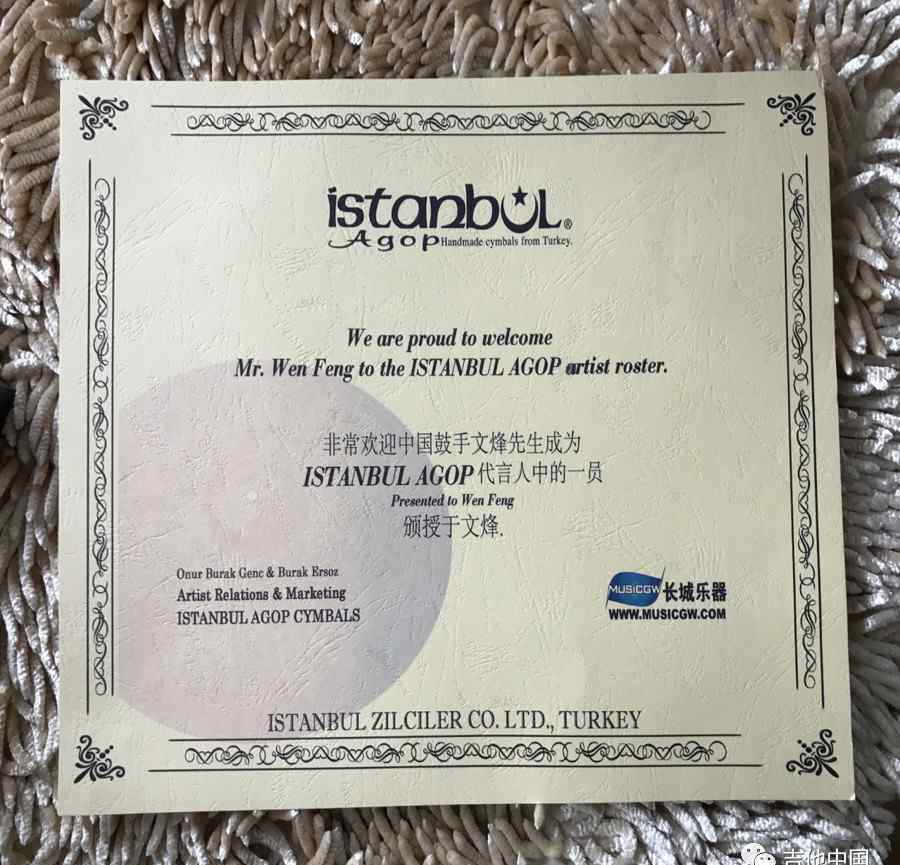 istanbul®
Agop Handmade cymbals from Turkey.
We are proud to welcome
Mr. Wen Feng to the ISTANBUL AGOP artist roster.
非常欢迎中国鼓手文烽先生成为
ISTANBUL AGOP 代言人中的一员
Presented to Wen Feng
颁授于文烽.
Onur Burak Genc & Burak Ersoz
Artist Relations & Marketing
ISTANBUL AGOP CYMBALS
MUSiCGW 长城乐器
WWW.MUSICGW.COM
ISTANBUL ZILCILER CO. LTD., TURKEY
吉他中国